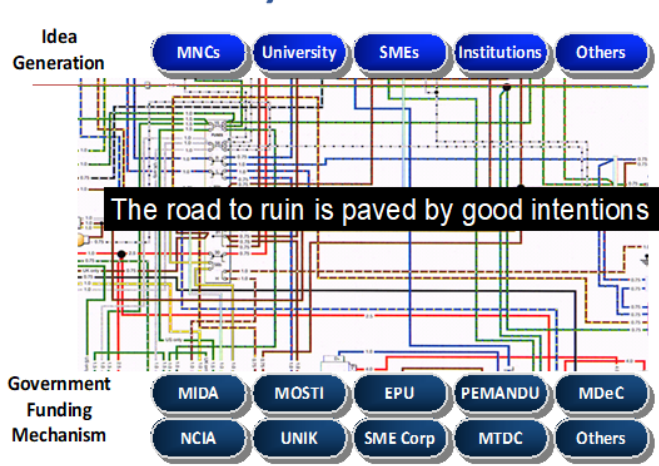 Idea
Generation
MNCs
University
SMEs
Institutions
Others
The road to ruin is paved by good intentions
Government
Funding
Mechanism
MIDA
MOSTI
EPU
PEMANDU
MDeC
NCIA
UNIK
SME Corp
MTDC
Others